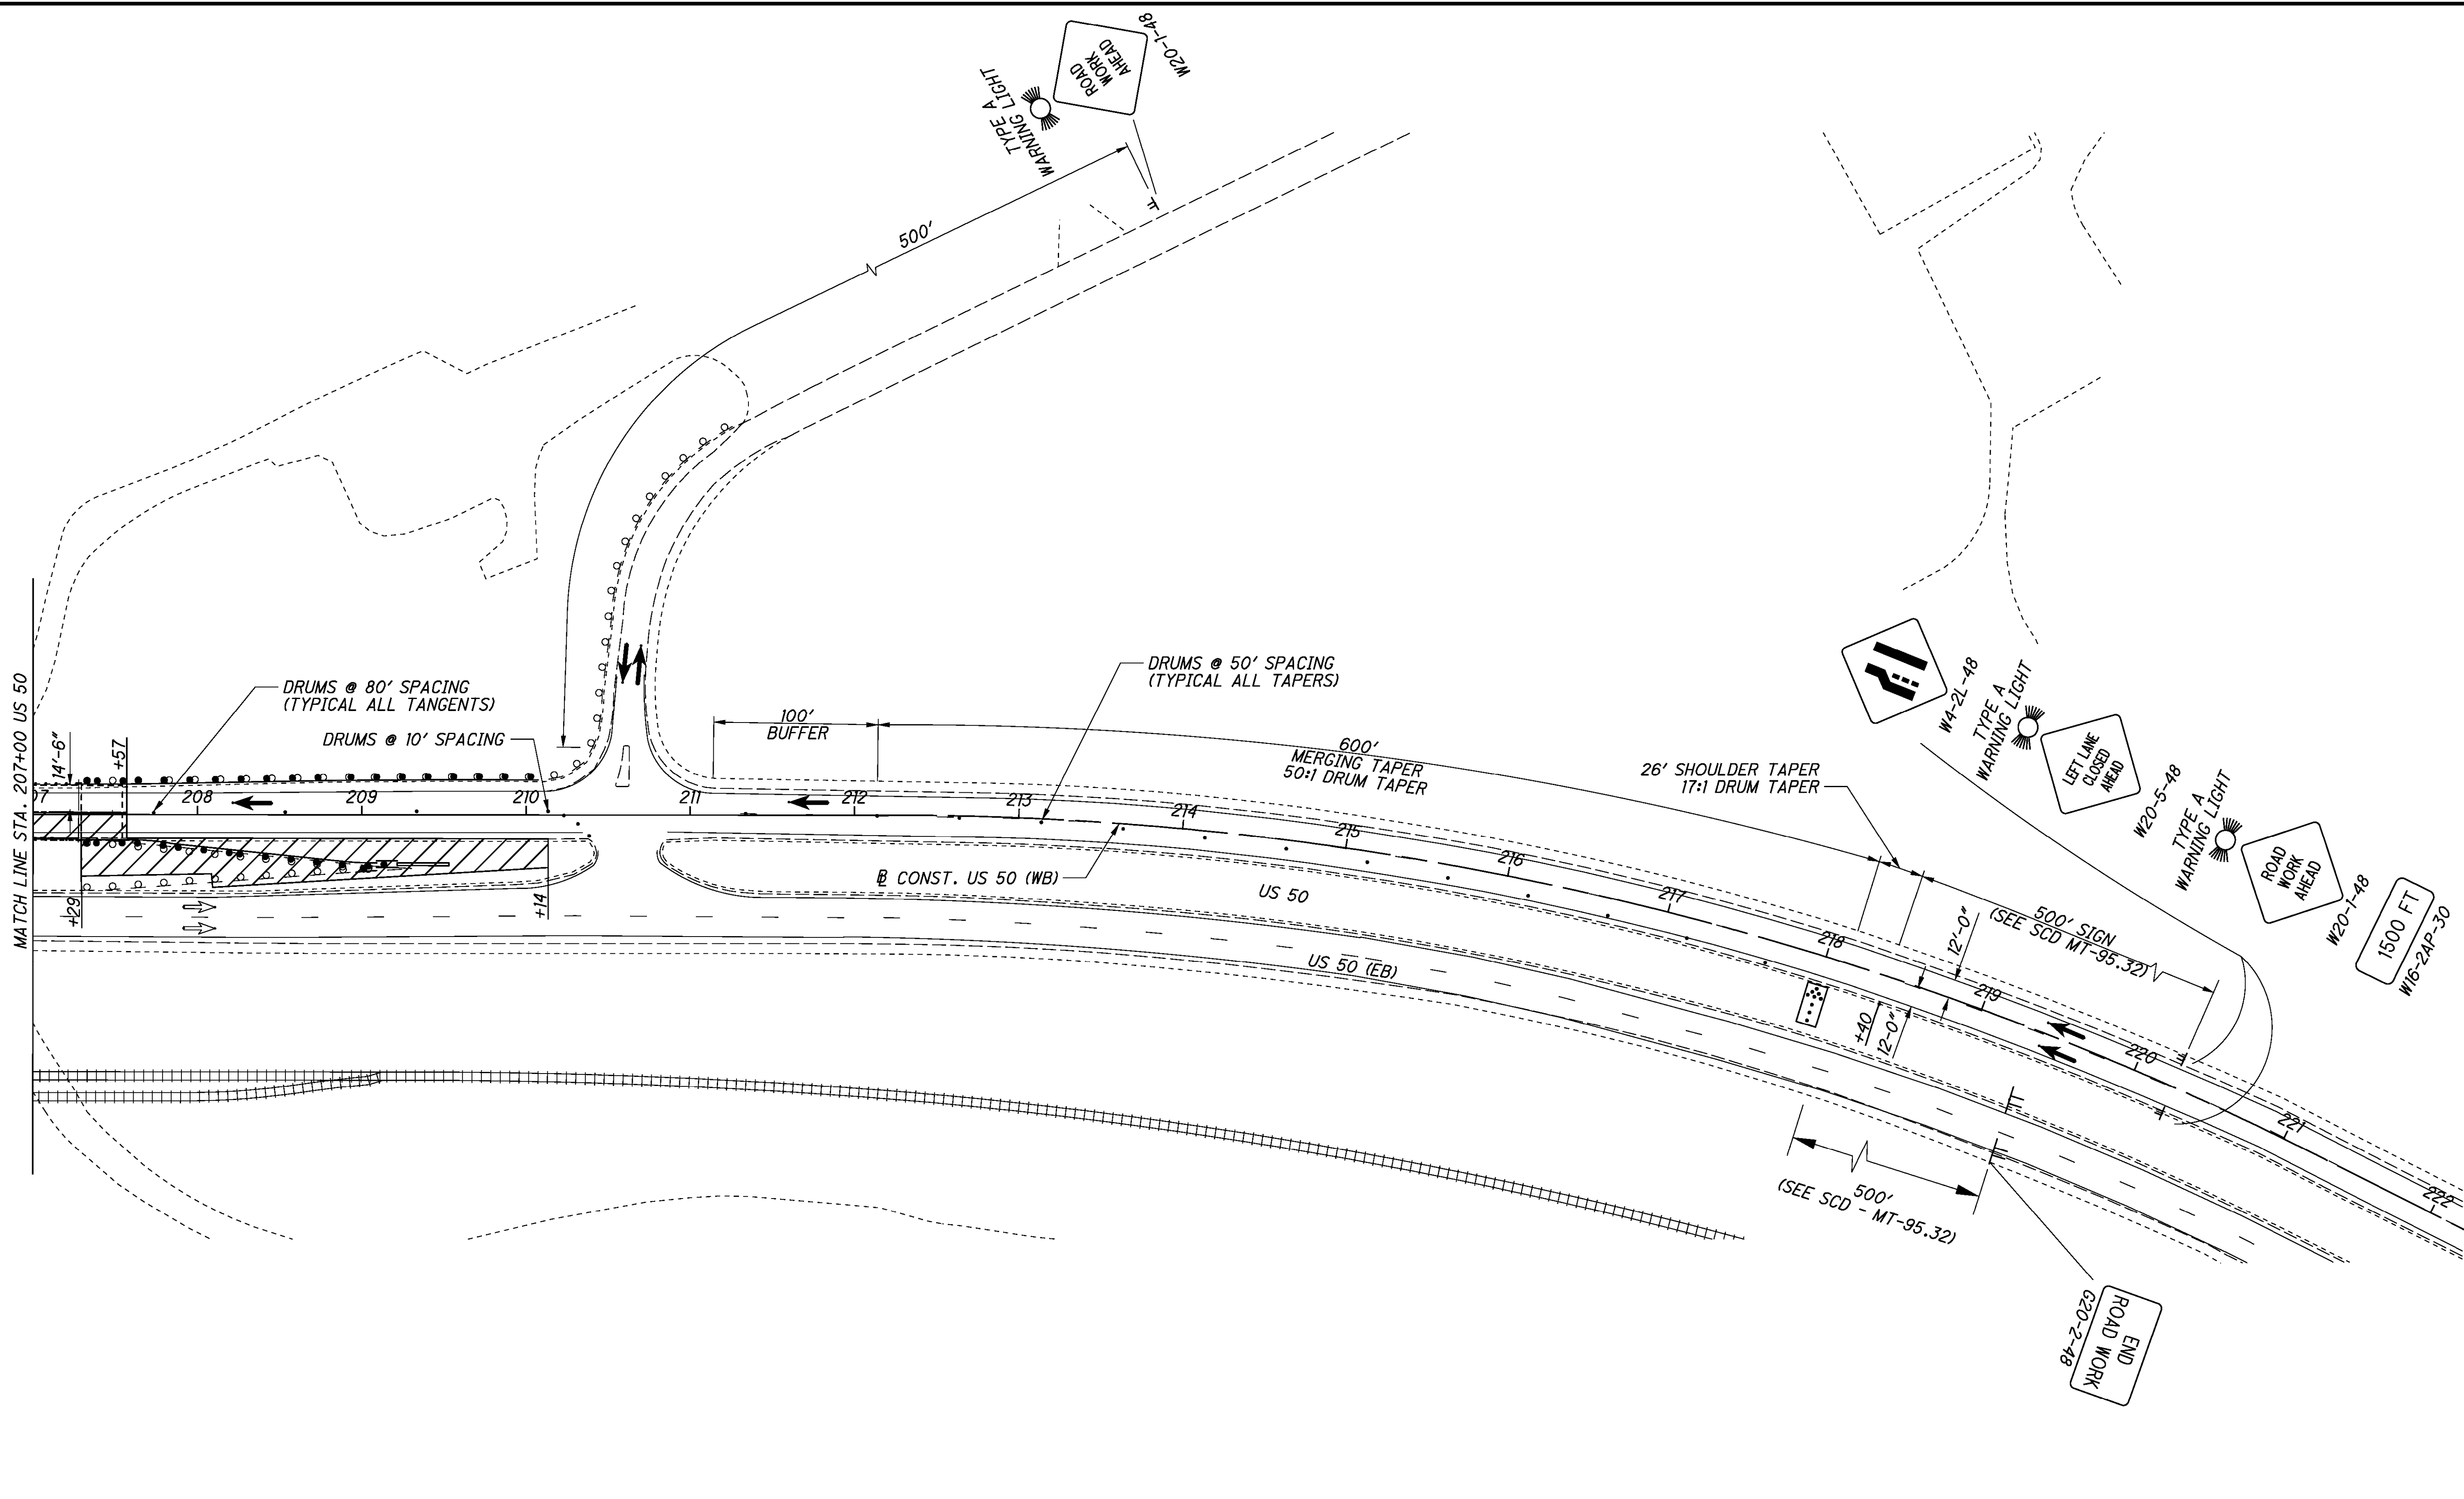 W20-1-48
ROAD
WORK
AHEAD
TYPE A
WARNING LIGHT
500'
MATCH LINE STA. 207+00 US 50
DRUMS @ 80' SPACING
(TYPICAL ALL TANGENTS)
DRUMS @ 10' SPACING
DRUMS @ 50' SPACING
(TYPICAL ALL TAPERS)
100'
BUFFER
600'
MERGING TAPER
50:1 DRUM TAPER
26' SHOULDER TAPER
17:1 DRUM TAPER
W4-2L-48
TYPE A
WARNING LIGHT
LEFT LANE
CLOSED
AHEAD
W20-5-48
TYPE A
WARNING LIGHT
ROAD
WORK
AHEAD
W20-1-48
1500 FT
W16-2AP-30
14'-6"
+57
07
208
209
210
211
212
213
214
215
216
217
218
219
220
221
222
+29
+14
℄ CONST. US 50 (WB)
US 50
US 50 (EB)
500' SIGN
(SEE SCD MT-95.32)
12'-0"
+40
12'-0"
500'
(SEE SCD - MT-95.32)
END
ROAD WORK
G20-2-48